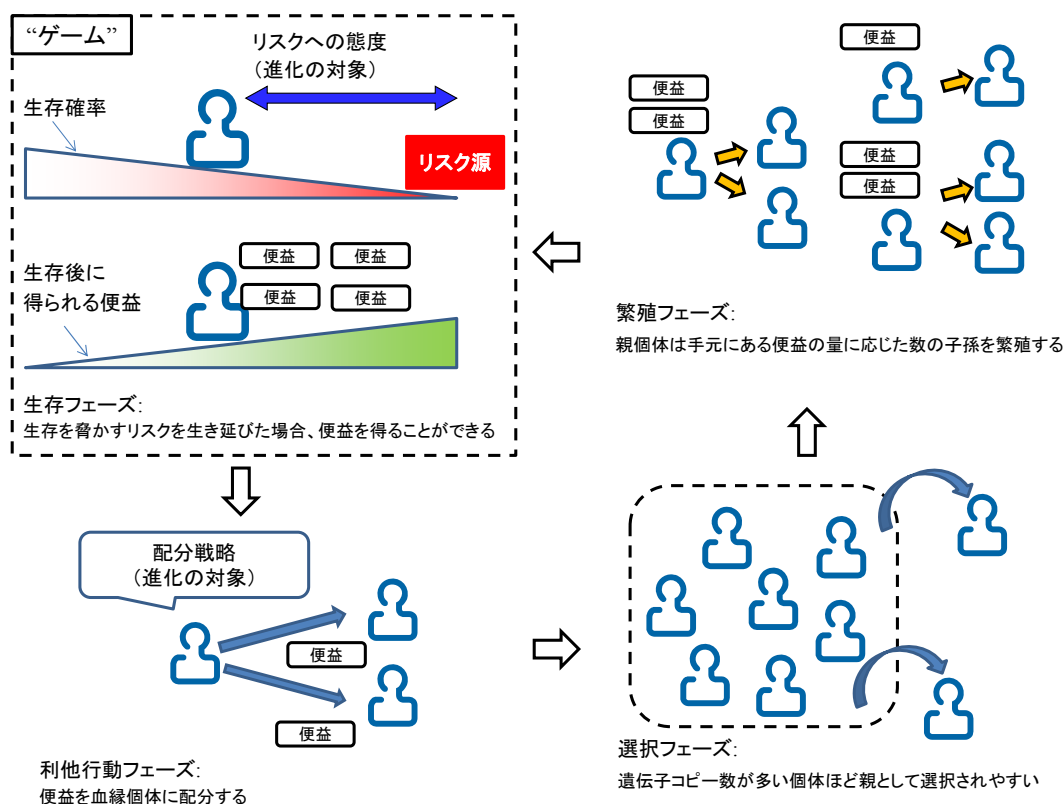 “ゲーム”
リスクへの態度
（進化の対象）
生存確率
リスク源
便益 便益
便益 便益
生存後に
得られる便益
生存フェーズ:
生存を脅かすリスクを生き延びた場合、便益を得ることができる
便益
便益
便益
便益
便益
繁殖フェーズ:
親個体は手元にある便益の量に応じた数の子孫を繁殖する
配分戦略
（進化の対象）
便益
便益
利他行動フェーズ:
便益を血縁個体に配分する
選択フェーズ:
遺伝子コピー数が多い個体ほど親として選択されやすい